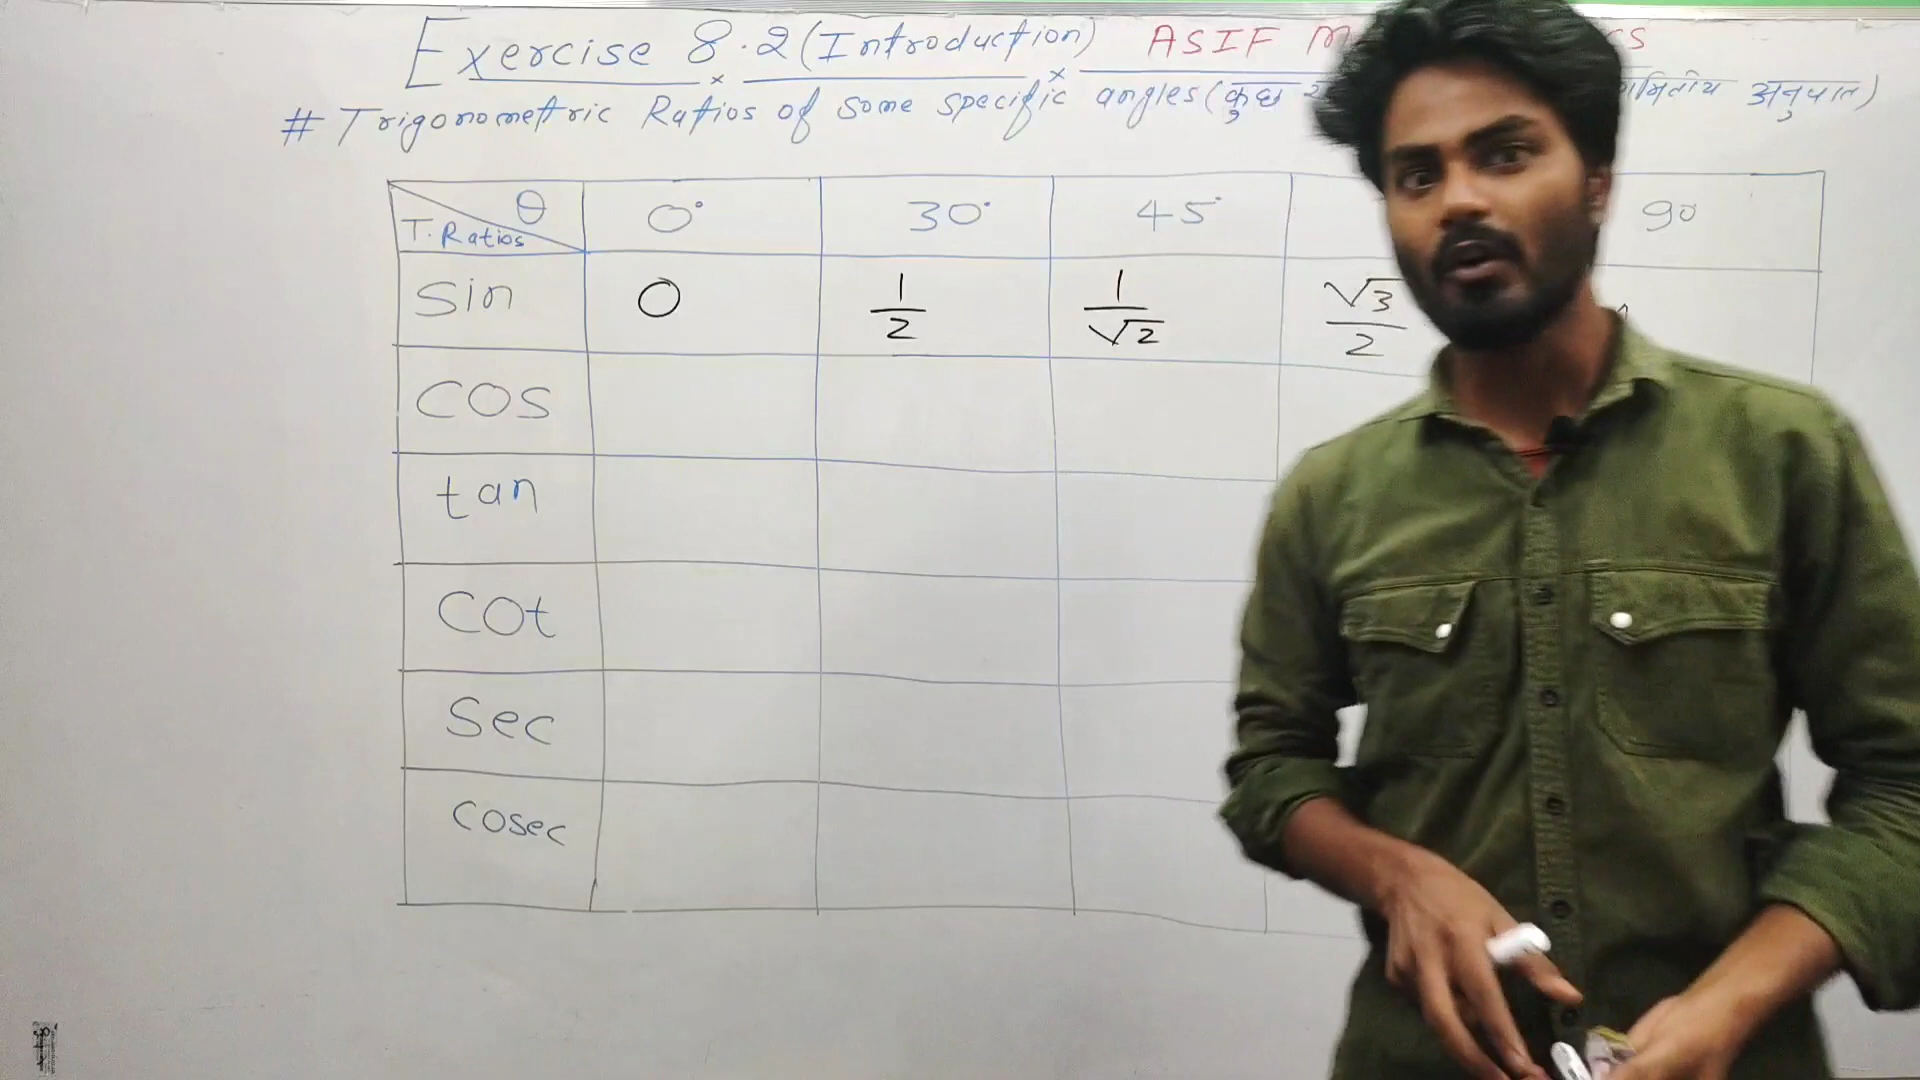 Exercise 8.2 (Introduction) ASIF
# Trigonometric Ratios of some specific angles (कुछ अनुपात)
θ 0° 30° 45° 90
T. Ratios
Sin 0 1/2 1/√2 √3/2
COS
tan
COt
Sec
Cosec